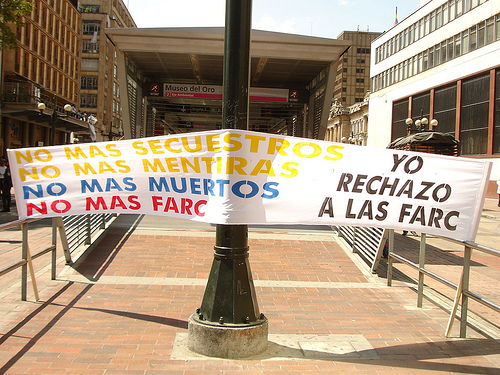 Museo del Oro
NO MAS SECUESTROS
NO MAS MENTIRAS
NO MAS MUERTOS
NO MAS FARC
YO
RECHAZO
A LAS FARC